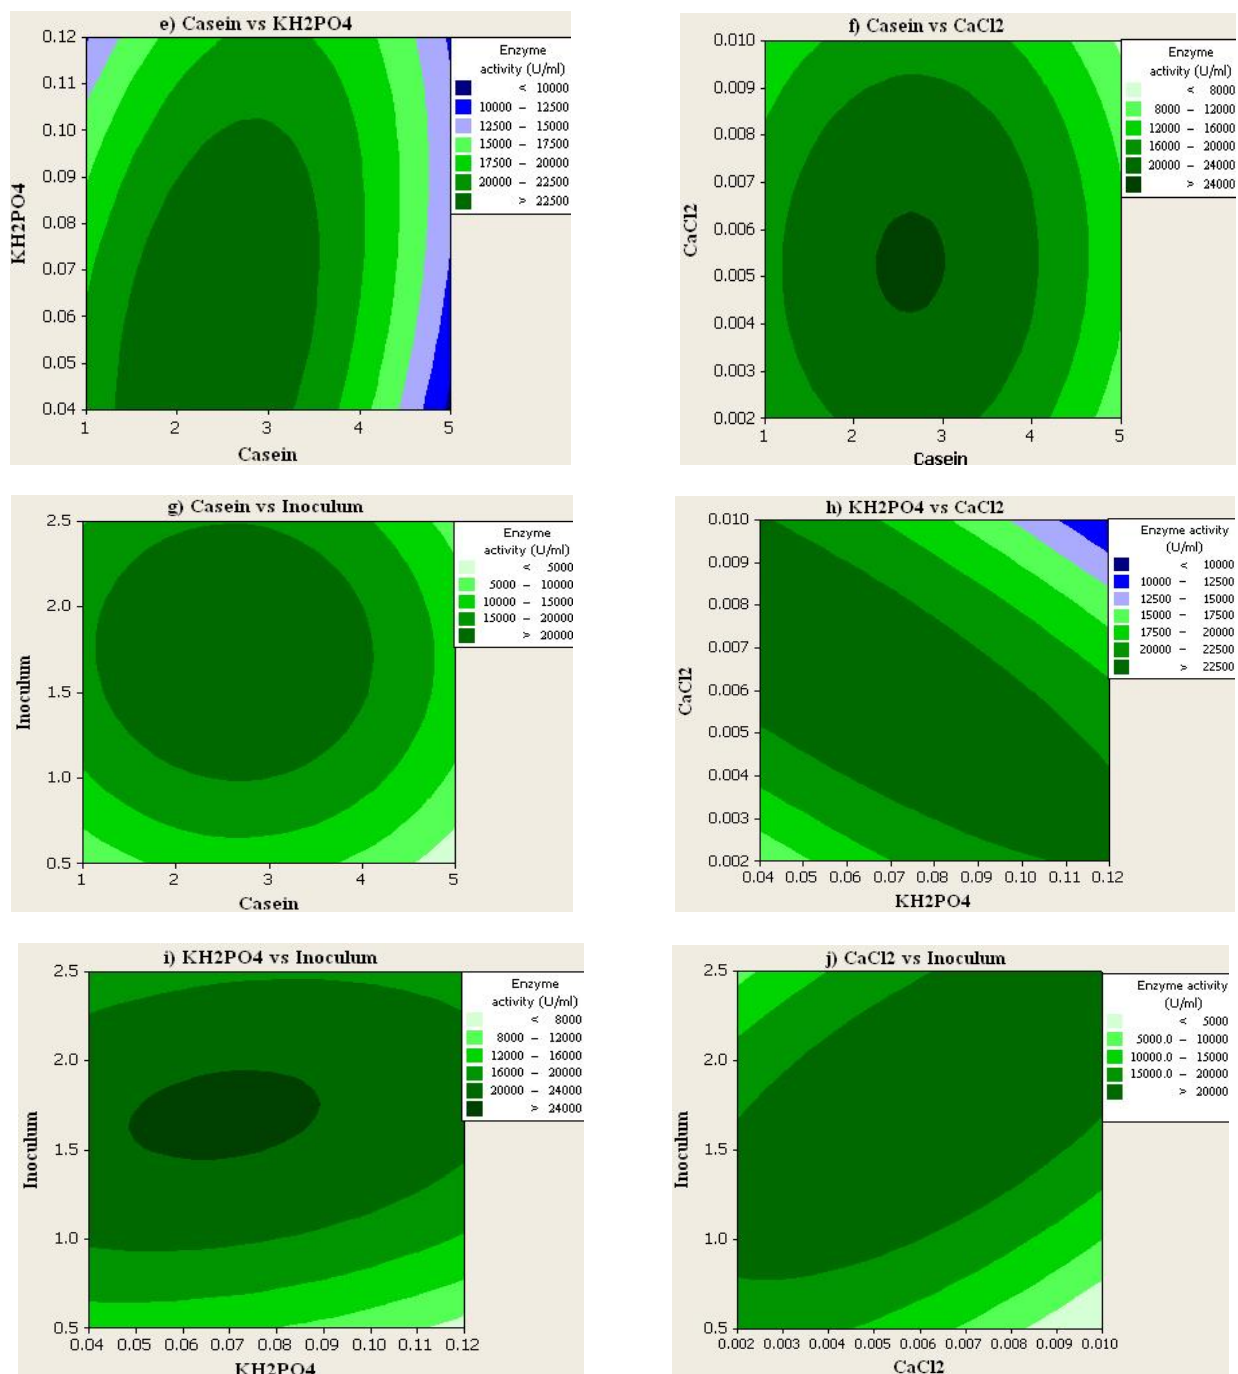 e) Casein vs KH2PO4
0.12
0.11
0.10
0.09
0.08
0.07
0.06
0.05
0.04
KH2PO4
1 2 3 4 5
Casein
Enzyme
activity (U/ml)
< 10000
10000 – 12500
12500 – 15000
15000 – 17500
17500 – 20000
20000 – 22500
> 22500
f) Casein vs CaCl2
0.010
0.009
0.008
0.007
0.006
0.005
0.004
0.003
0.002
CaCl2
1 2 3 4 5
Casein
Enzyme
activity (U/ml)
< 8000
8000 – 12000
12000 – 16000
16000 – 20000
20000 – 24000
> 24000
g) Casein vs Inoculum
2.5
2.0
1.5
1.0
0.5
Inoculum
1 2 3 4 5
Casein
Enzyme
activity (U/ml)
< 5000
5000 – 10000
10000 – 15000
15000 – 20000
> 20000
h) KH2PO4 vs CaCl2
0.010
0.009
0.008
0.007
0.006
0.005
0.004
0.003
0.002
CaCl2
0.04 0.05 0.06 0.07 0.08 0.09 0.10 0.11 0.12
KH2PO4
Enzyme activity
(U/ml)
< 10000
10000 – 12500
12500 – 15000
15000 – 17500
17500 – 20000
20000 – 22500
> 22500
i) KH2PO4 vs Inoculum
2.5
2.0
1.5
1.0
0.5
Inoculum
0.04 0.05 0.06 0.07 0.08 0.09 0.10 0.11 0.12
KH2PO4
Enzyme
activity (U/ml)
< 8000
8000 – 12000
12000 – 16000
16000 – 20000
20000 – 24000
> 24000
j) CaCl2 vs Inoculum
2.5
2.0
1.5
1.0
0.5
Inoculum
0.002 0.003 0.004 0.005 0.006 0.007 0.008 0.009 0.010
CaCl2
Enzyme activity
(U/ml)
< 5000
5000.0 – 10000
10000.0 – 15000
15000.0 – 20000
> 20000